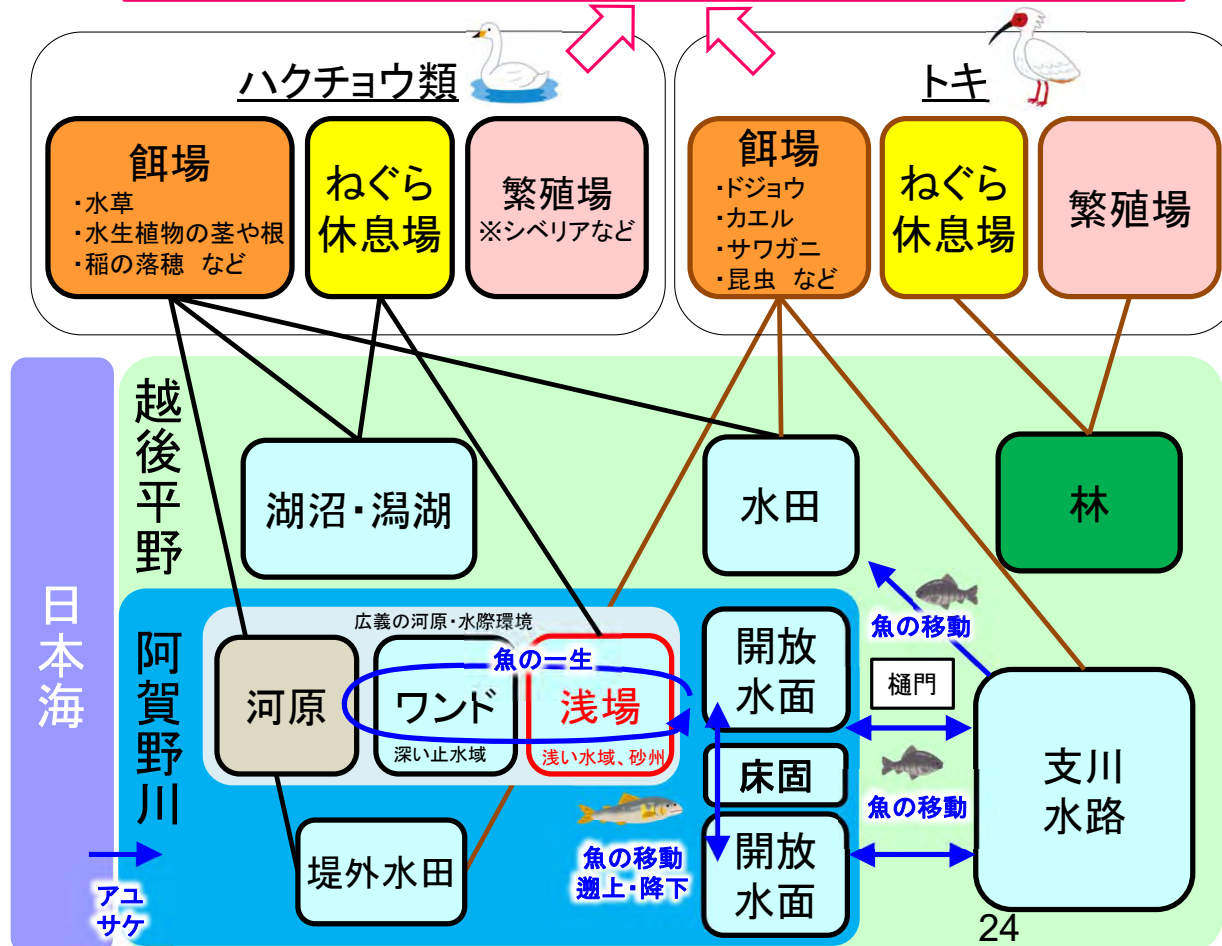 ハクチョウ類
餌場
・水草
・水生植物の茎や根
・稲の落穂 など
ねぐら
休息場
繁殖場
※シベリアなど
トキ
餌場
・ドジョウ
・カエル
・サワガニ
・昆虫 など
ねぐら
休息場
繁殖場
越後平野
湖沼・潟湖
水田
林
日本海
阿賀野川
広義の河原・水際環境
魚の一生
河原
ワンド
深い止水域
浅場
浅い水域、砂州
開放
水面
床固
開放
水面
魚の移動
樋門
魚の移動
支川
水路
堤外水田
魚の移動
遡上・降下
アユ
サケ
24